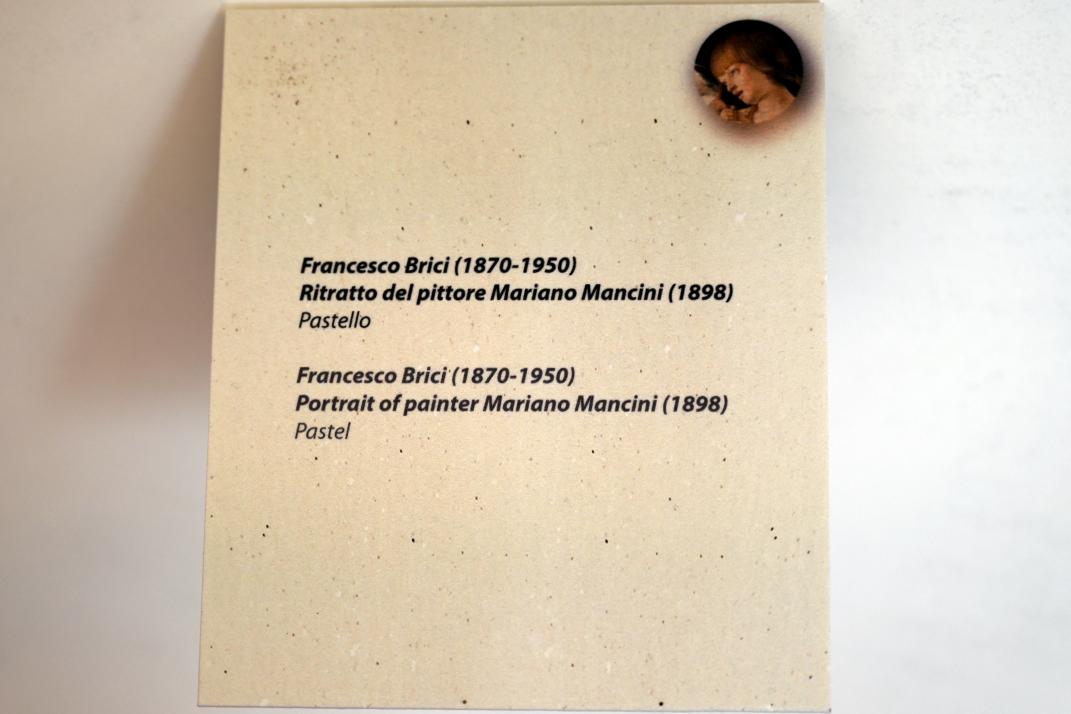 Francesco Brici (1870-1950)
Ritratto del pittore Mariano Mancini (1898)
Pastello
Francesco Brici (1870-1950)
Portrait of painter Mariano Mancini (1898)
Pastel